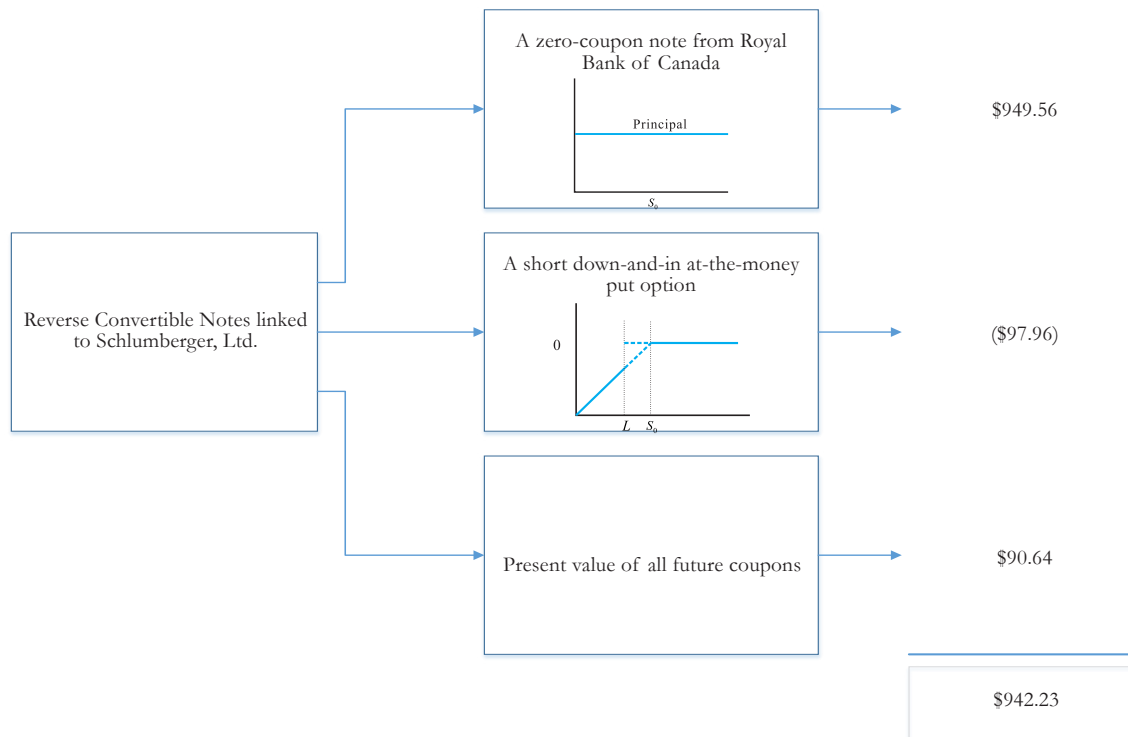 A zero-coupon note from Royal
Bank of Canada
Principal
S₀
$949.56
Reverse Convertible Notes linked
to Schlumberger, Ltd.
A short down-and-in at-the-money
put option
0
L S₀
($97.96)
Present value of all future coupons
$90.64
$942.23